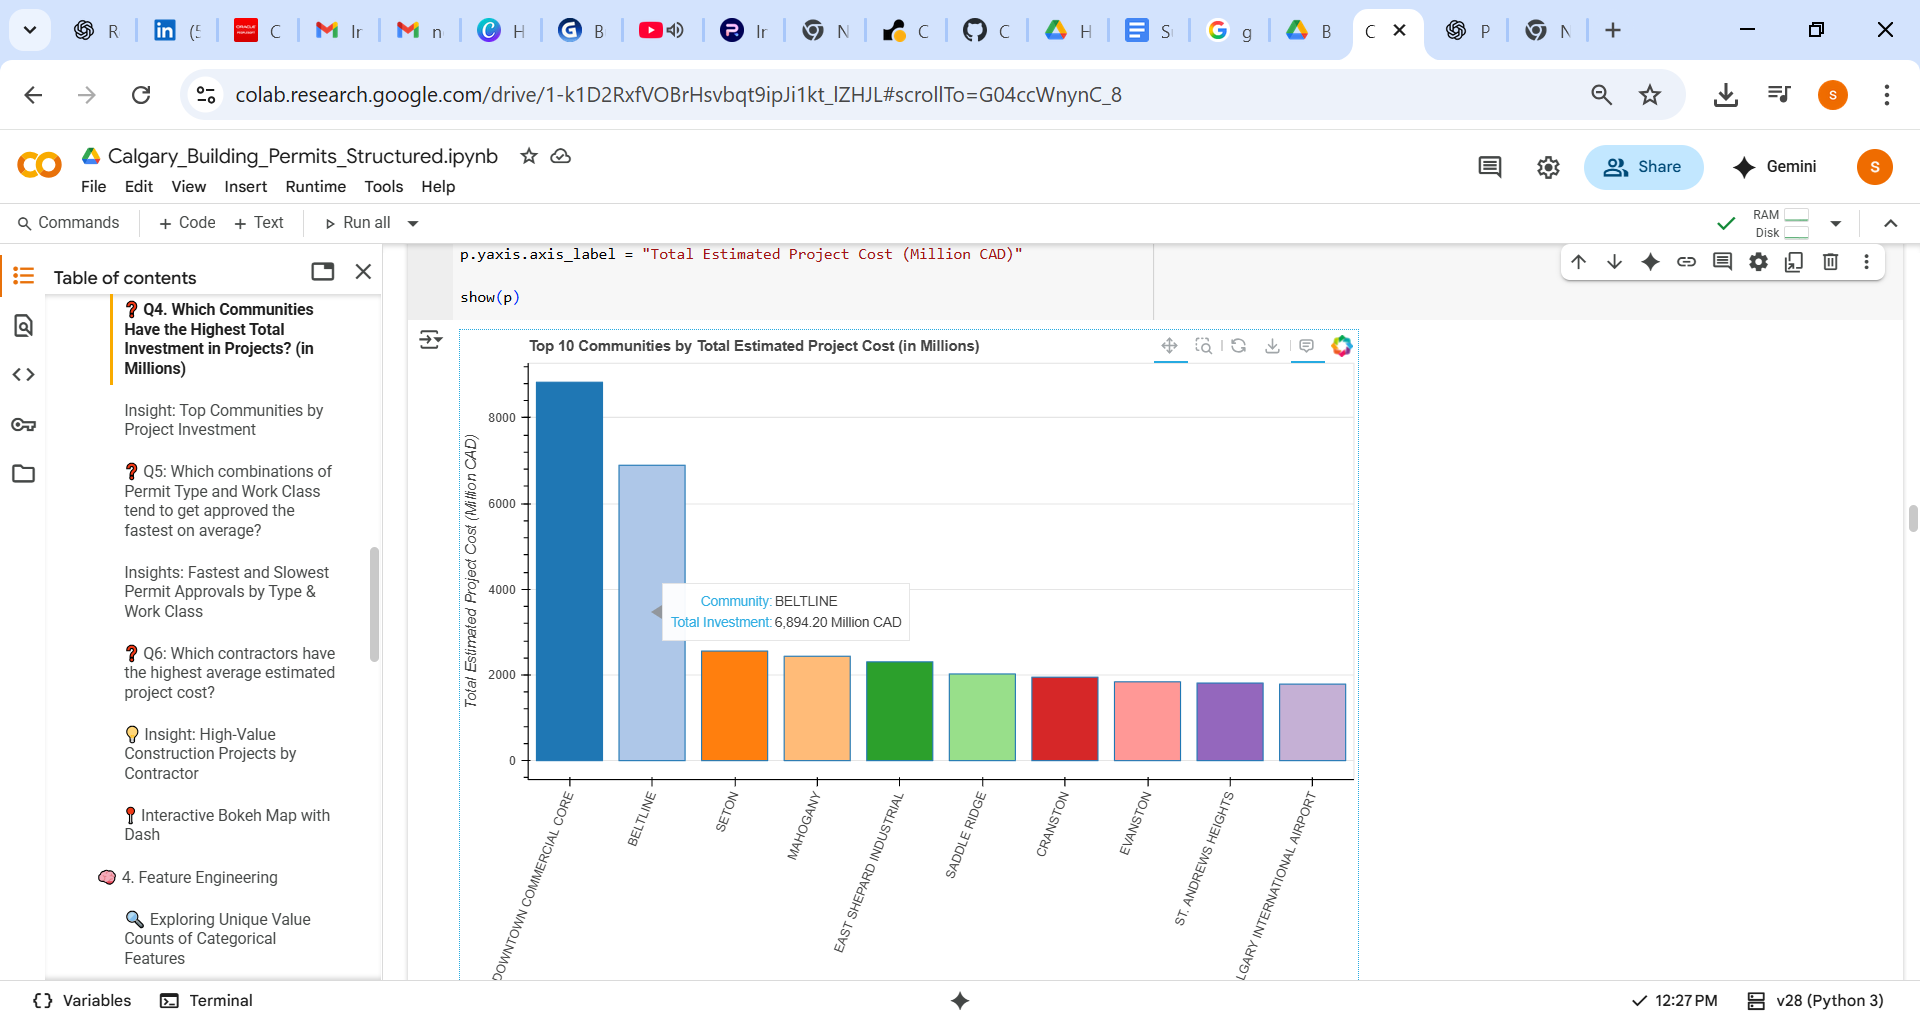 R
(5
C
Ir
n
H
B
Ir
N
C
C
H
S
g
B
C
P
N
colab.research.google.com/drive/1-k1D2RxfVOBrHsvbqt9ipJi1kt_lZHJL#scrollTo=G04ccWnynC_8
S
Calgary_Building_Permits_Structured.ipynb
File Edit View Insert Runtime Tools Help
Share
Gemini
S
Commands + Code + Text Run all
RAM
Disk
Table of contents
❓ Q4. Which Communities
Have the Highest Total
Investment in Projects? (in
Millions)
Insight: Top Communities by
Project Investment
❓ Q5: Which combinations of
Permit Type and Work Class
tend to get approved the
fastest on average?
Insights: Fastest and Slowest
Permit Approvals by Type &
Work Class
❓ Q6: Which contractors have
the highest average estimated
project cost?
💡 Insight: High-Value
Construction Projects by
Contractor
📍 Interactive Bokeh Map with
Dash
🧠 4. Feature Engineering
🔍 Exploring Unique Value
Counts of Categorical
Features
p.yaxis.axis_label = "Total Estimated Project Cost (Million CAD)"
show(p)
Top 10 Communities by Total Estimated Project Cost (in Millions)
Total Estimated Project Cost (Million CAD)
8000
6000
4000
2000
0
Community: BELTLINE
Total Investment: 6,894.20 Million CAD
DOWNTOWN COMMERCIAL CORE
BELTLINE
SETON
MAHOGANY
EAST SHEPARD INDUSTRIAL
SADDLE RIDGE
CRANSTON
EVANSTON
ST. ANDREWS HEIGHTS
LGARY INTERNATIONAL AIRPORT
Variables
Terminal
12:27 PM
v28 (Python 3)